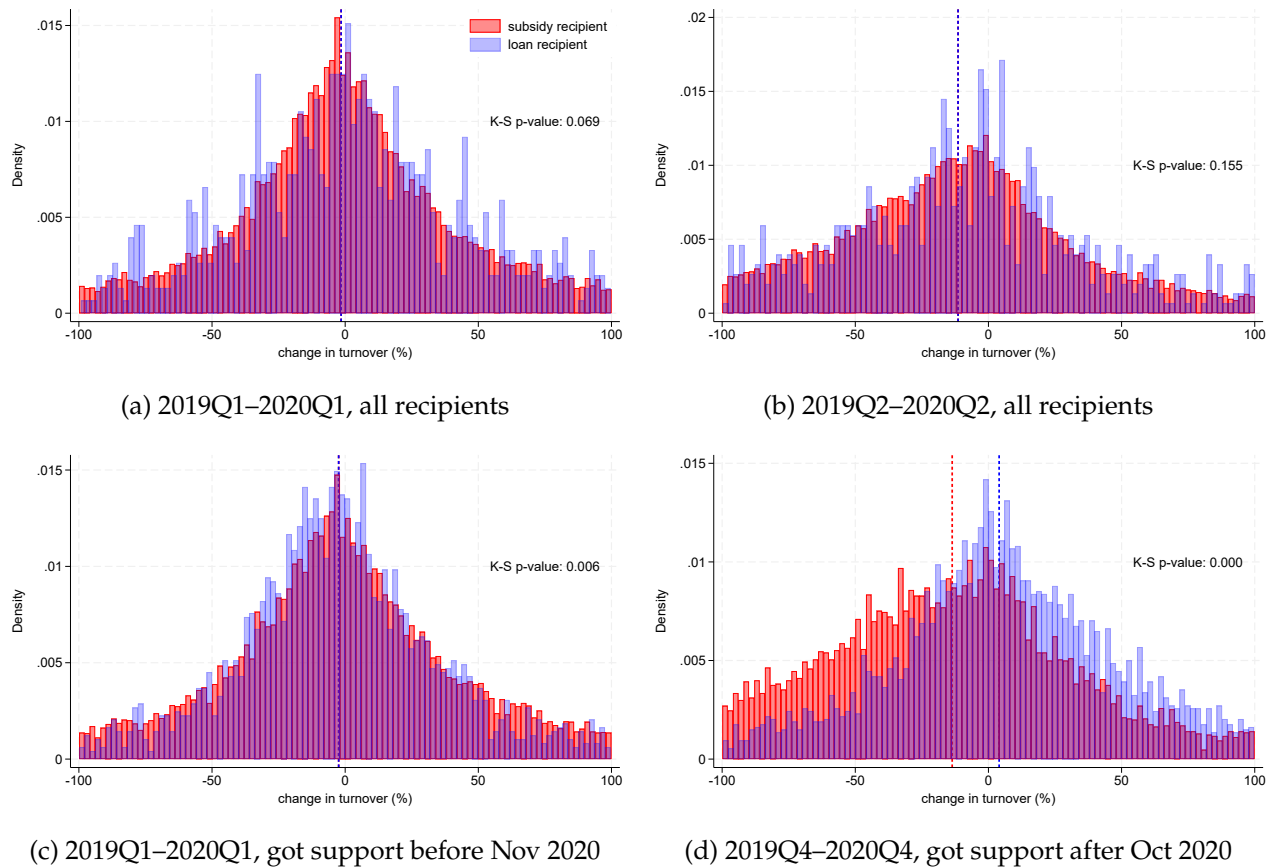 .015
.01
.005
0
Density
subsidy recipient
loan recipient
K-S p-value: 0.069
-100 -50 0 50 100
change in turnover (%)
(a) 2019Q1–2020Q1, all recipients
.02
.015
.01
.005
0
Density
K-S p-value: 0.155
-100 -50 0 50 100
change in turnover (%)
(b) 2019Q2–2020Q2, all recipients
.015
.01
.005
0
Density
K-S p-value: 0.006
-100 -50 0 50 100
change in turnover (%)
(c) 2019Q1–2020Q1, got support before Nov 2020
.015
.01
.005
0
Density
K-S p-value: 0.000
-100 -50 0 50 100
change in turnover (%)
(d) 2019Q4–2020Q4, got support after Oct 2020